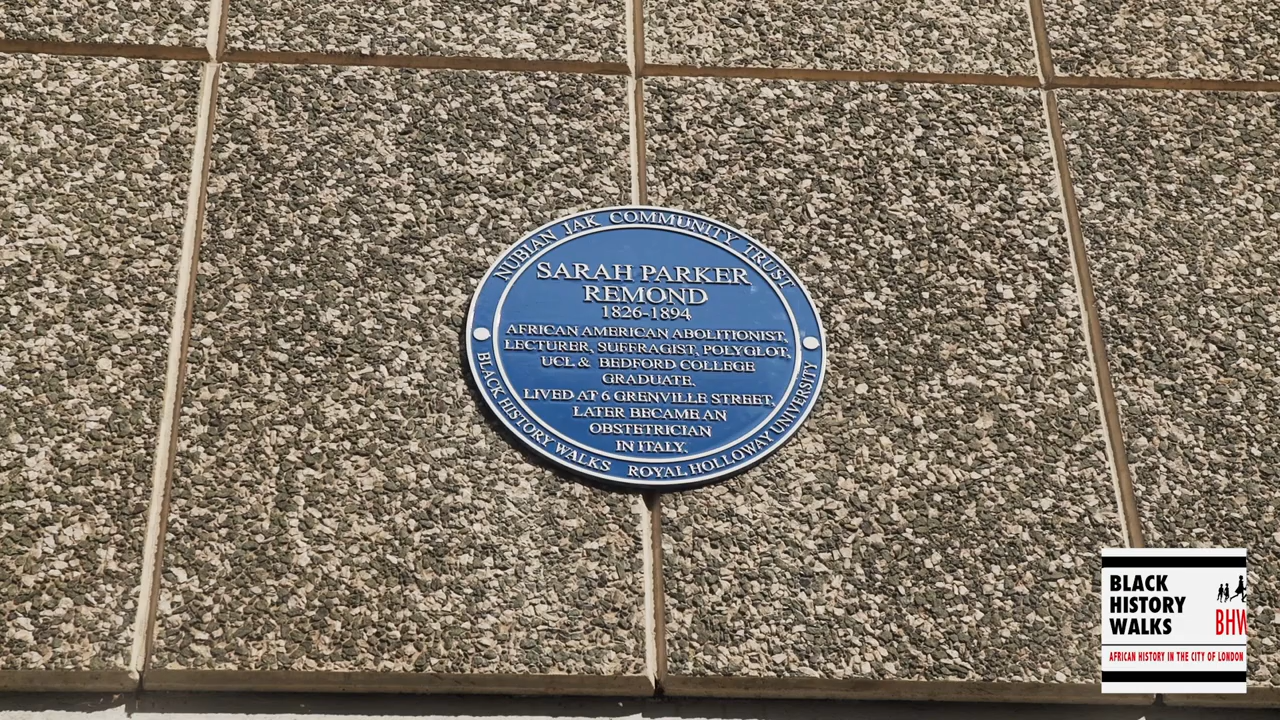 NUBIAN JAK COMMUNITY TRUST
SARAH PARKER
REMOND
1826-1894
AFRICAN AMERICAN ABOLITIONIST,
LECTURER, SUFFRAGIST, POLYGLOT,
UCL & BEDFORD COLLEGE
GRADUATE.
LIVED AT 6 GRENVILLE STREET,
LATER BECAME AN
OBSTETRICIAN
IN ITALY.
BLACK HISTORY WALKS ROYAL HOLLOWAY UNIVERSITY
BLACK
HISTORY
WALKS
BHW
AFRICAN HISTORY IN THE CITY OF LONDON